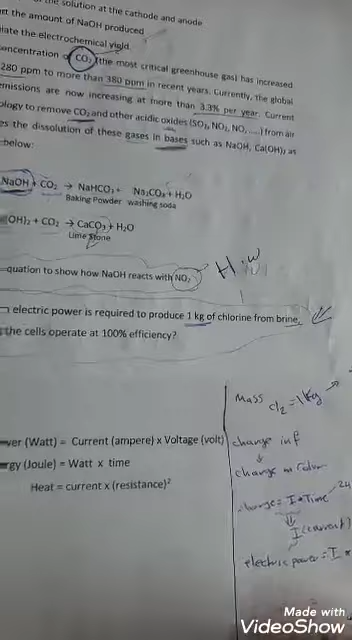 the solution at the cathode and anode
the amount of NaOH produced
late the electrochemical yield
oncentration of CO₂ (the most critical greenhouse gas) has increased
280 ppm to more than 380 ppm in recent years. Currently, the global
emissions are now increasing at more than 3.3% per year. Current
ology to remove CO₂ and other acidic oxides (SO₂, NO₂, NO, .....) from air
es the dissolution of these gases in bases such as NaOH, Ca(OH)₂ as
below:
NaOH + CO₂ → NaHCO₃ + Na₂CO₃ + H₂O
Baking Powder washing soda
(OH)₂ + CO₂ → CaCO₃ + H₂O
Lime Stone
H.W
quation to show how NaOH reacts with NO₂
electric power is required to produce 1 kg of chlorine from brine,
the cells operate at 100% efficiency?
Mass Cl₂ = 1 kg
wer (Watt) = Current (ampere) x Voltage (volt)
change in f
rgy (Joule) = Watt x time
change
Heat = current x (resistance)²
charge = I * Time
24
I (current)
electric power = I *
Made with
VideoShow